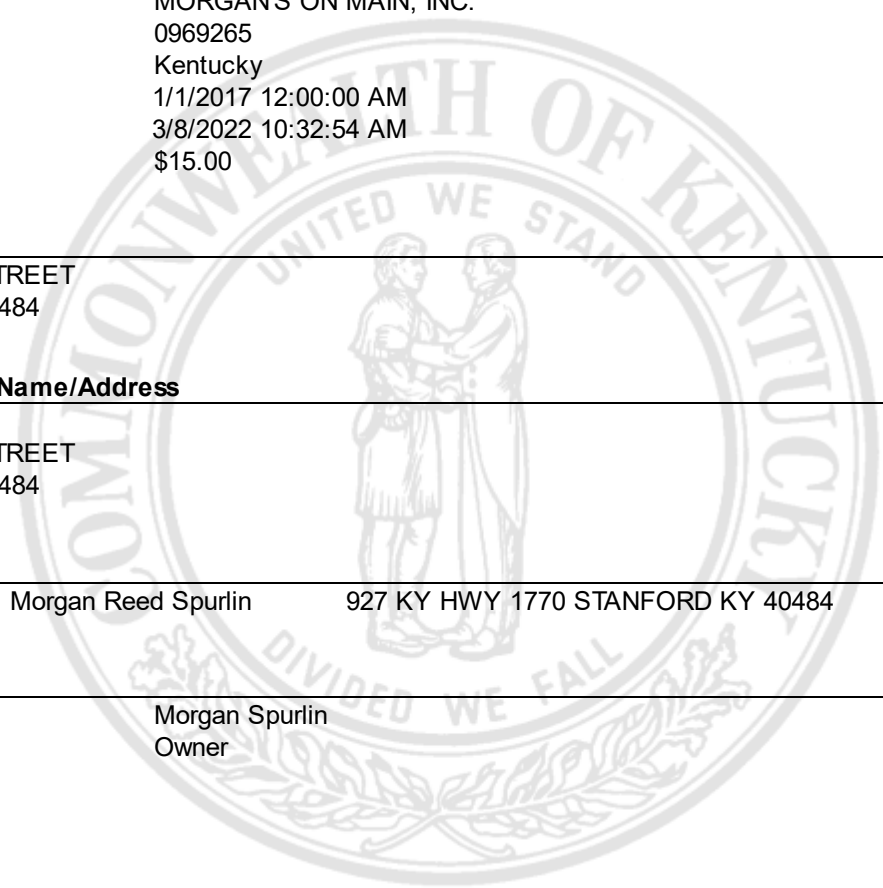 MORGAN'S ON MAIN, INC.
0969265
Kentucky
1/1/2017 12:00:00 AM
3/8/2022 10:32:54 AM
$15.00
TREET
484
Name/Address
TREET
484
Morgan Reed Spurlin 927 KY HWY 1770 STANFORD KY 40484
Morgan Spurlin
Owner
COMMONWEALTH OF KENTUCKY
UNITED WE STAND
DIVIDED WE FALL